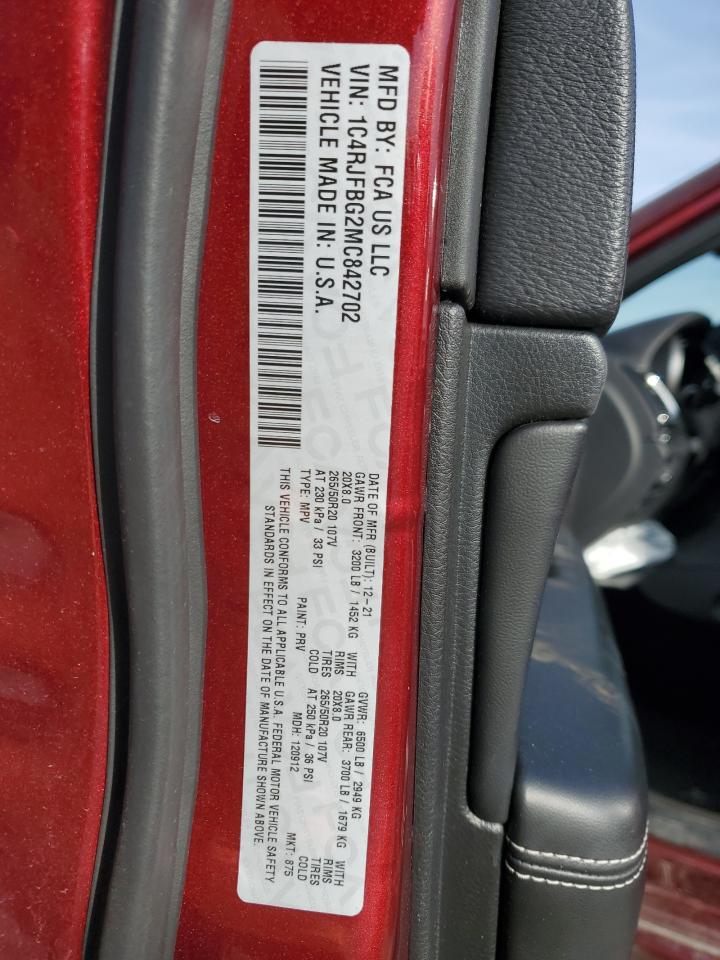 MFD BY: FCA US LLC
VIN: 1C4RJFBG2MC842702
VEHICLE MADE IN: U.S.A.
DATE OF MFR (BUILT): 12-21 GVWR: 6500 LB / 2949 KG
GAWR FRONT: 3200 LB / 1452 KG WITH GAWR REAR: 3700 LB / 1679 KG WITH
20X8.0 RIMS 20X8.0 RIMS
265/50R20 107V TIRES 265/50R20 107V TIRES
AT 230 kPa / 33 PSI COLD AT 250 kPa / 36 PSI COLD
TYPE: MPV PAINT: PRV MDH: 120912 MKT: 875
THIS VEHICLE CONFORMS TO ALL APPLICABLE U.S.A. FEDERAL MOTOR VEHICLE SAFETY
STANDARDS IN EFFECT ON THE DATE OF MANUFACTURE SHOWN ABOVE.